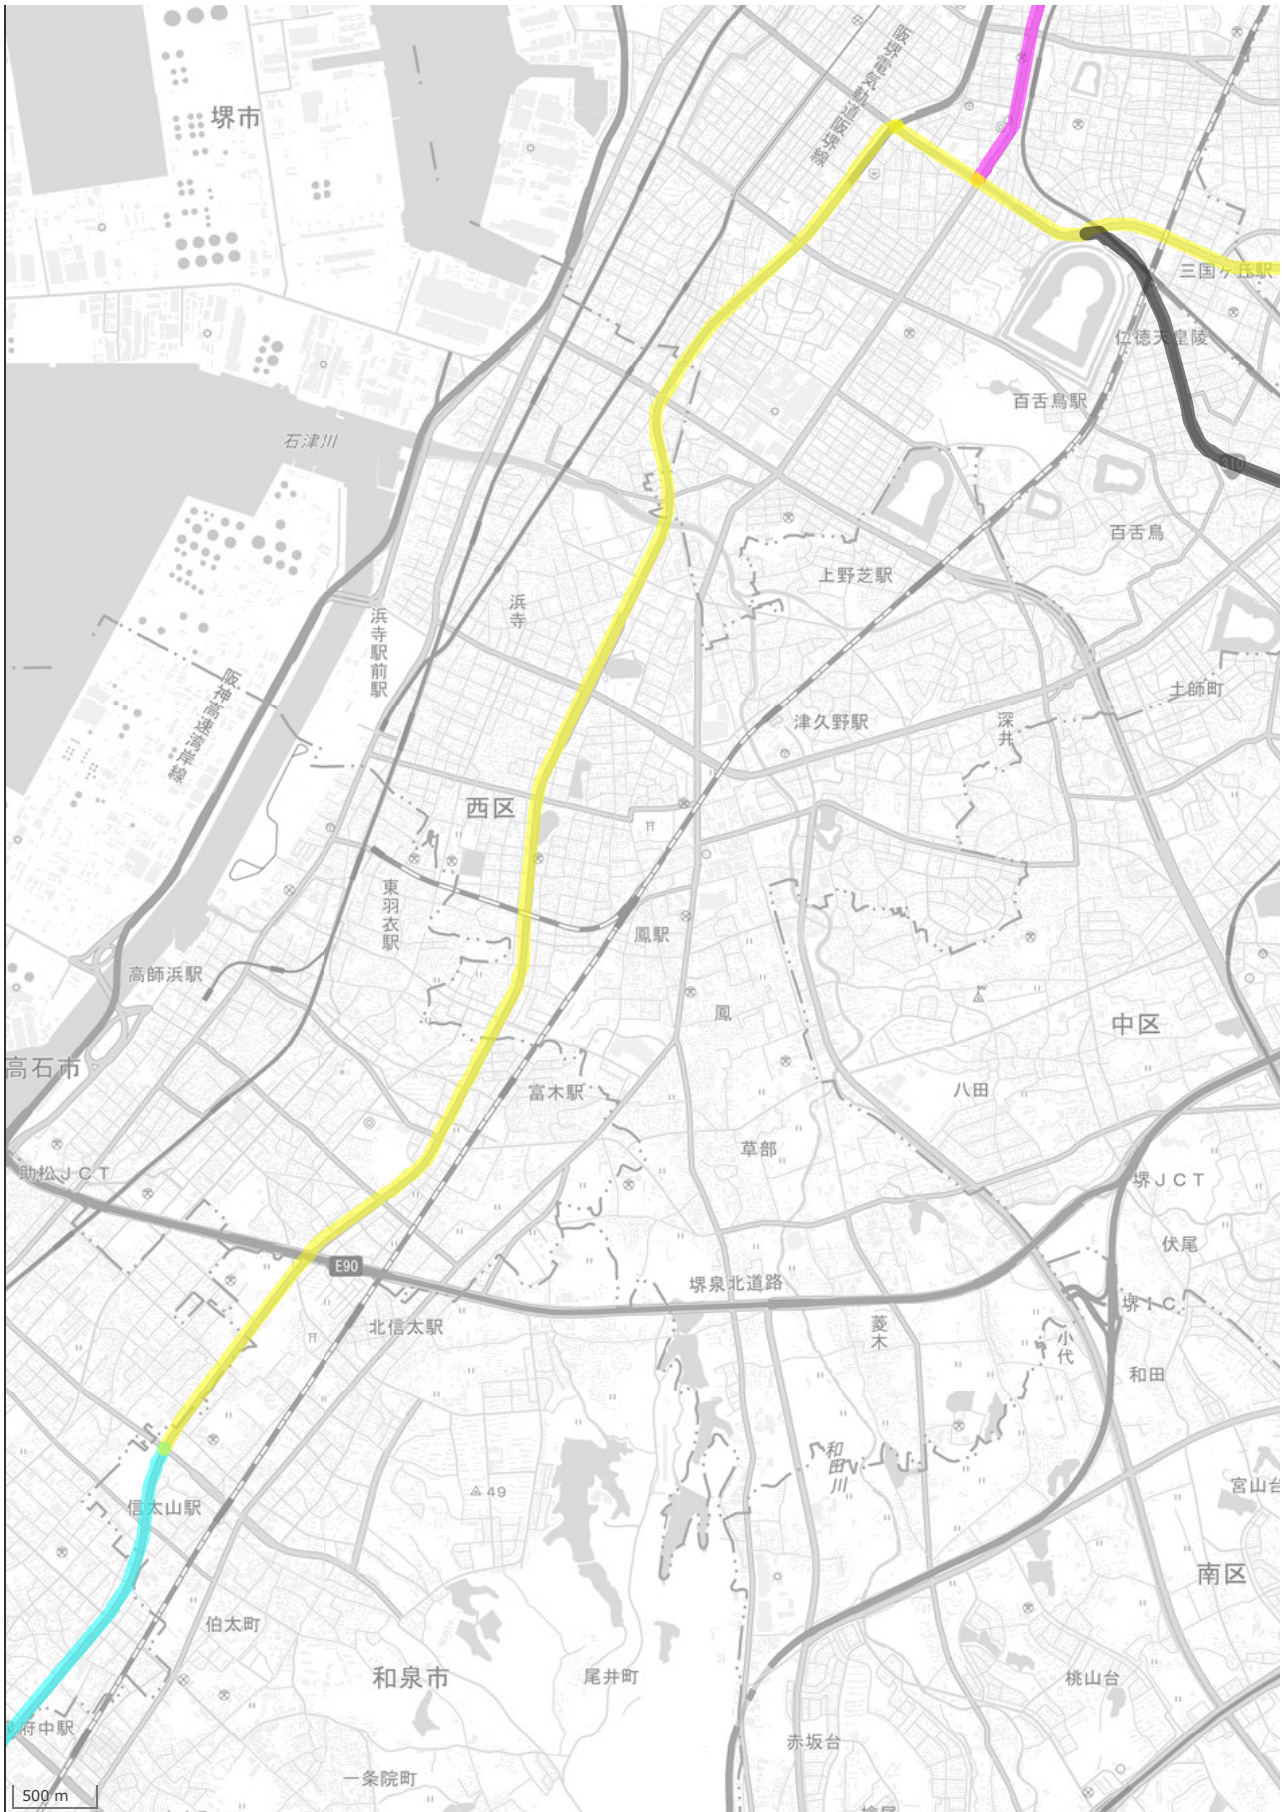 阪堺電気軌道阪堺線
堺市
三国ヶ丘駅
仁徳天皇陵
百舌鳥駅
石津川
310
百舌鳥
上野芝駅
浜寺
浜寺駅前駅
阪神高速湾岸線
土師町
津久野駅
深井
西区
東羽衣駅
鳳駅
高師浜駅
鳳
中区
高石市
富木駅
八田
草部
助松JCT
堺JCT
伏尾
E90
堺泉北道路
堺IC
北信太駅
菱木
小代
和田
和田川
宮山台
49
信太山駅
南区
伯太町
和泉市
尾井町
桃山台
府中駅
赤坂台
一条院町
500 m